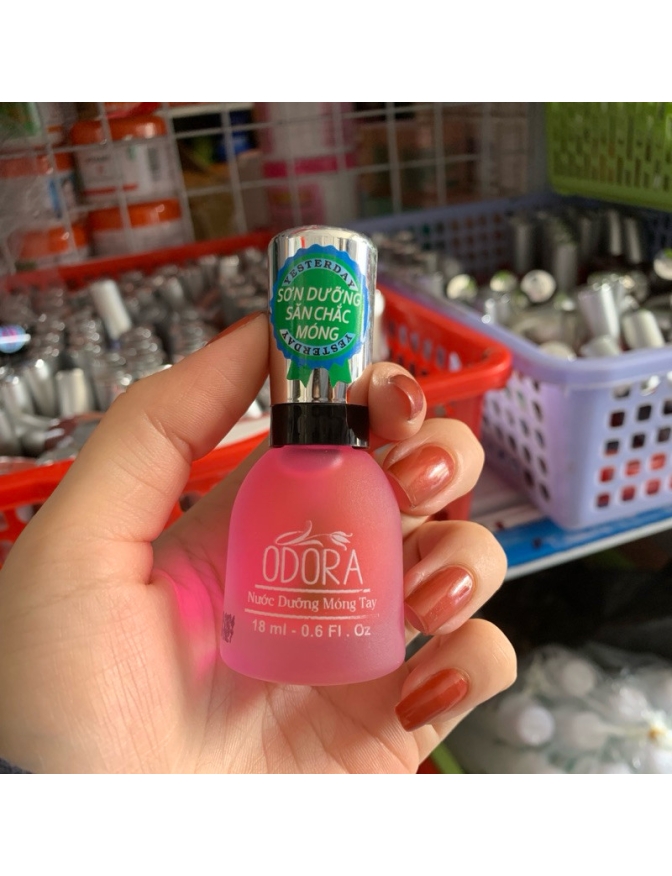 YESTERDAY
SƠN DƯỠNG
SĂN CHẮC
MÓNG
YESTERDAY
ODORA
Nước Dưỡng Móng Tay
18 ml - 0.6 Fl . Oz